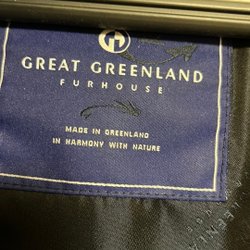 GREAT GREENLAND
FURHOUSE
MADE IN GREENLAND
IN HARMONY WITH NATURE